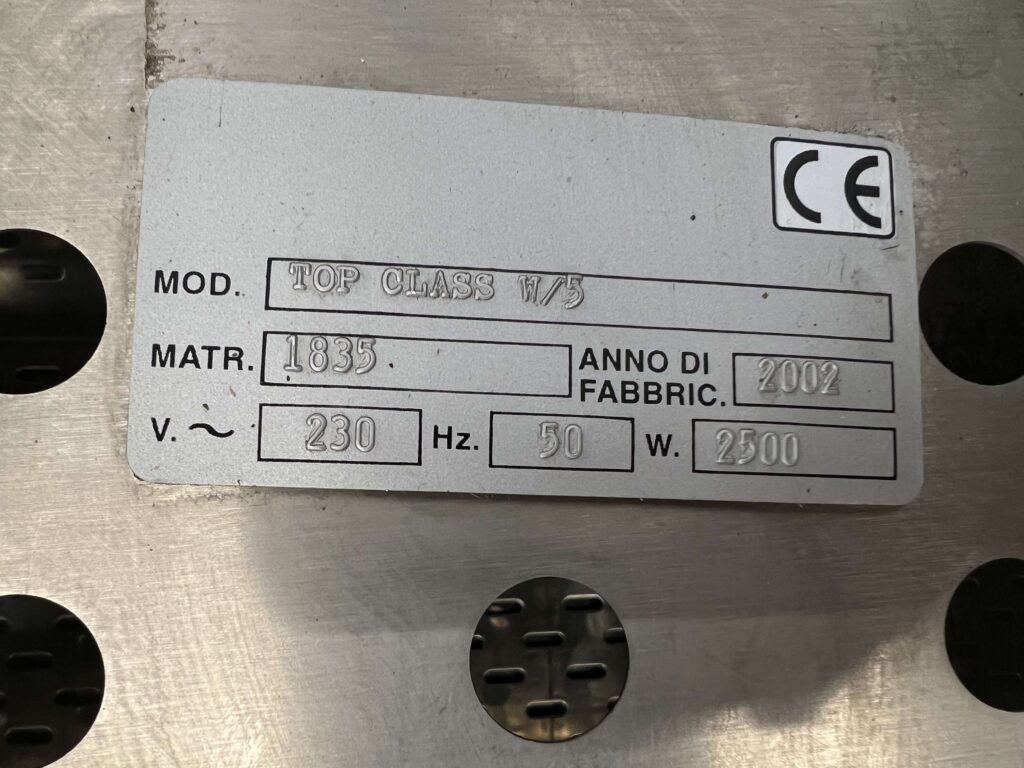 CE
MOD. TOP CLASS W/5
MATR. 1835 ANNO DI FABBRIC. 2002
V. ~ 230 Hz. 50 W. 2500